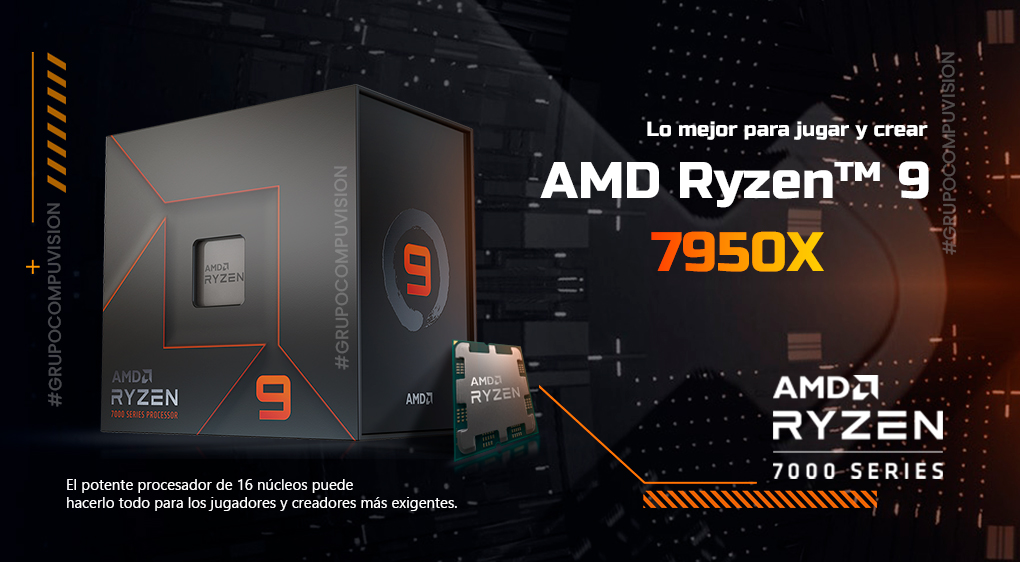 Lo mejor para jugar y crear
AMD Ryzen™ 9
7950X
#GRUPOCOMPUVISION
#GRUPOCOMPUVISION
#GRUPOCOMPUVISION
AMD
RYZEN
9
AMD
RYZEN
7000 SERIES PROCESSOR
9
AMD
AMD
RYZEN
AMD
RYZEN
7000 SERIES
El potente procesador de 16 núcleos puede
hacerlo todo para los jugadores y creadores más exigentes.